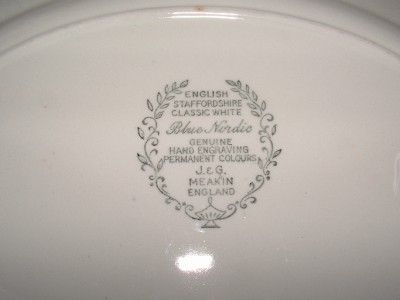 ENGLISH
STAFFORDSHIRE
CLASSIC WHITE
Blue Nordic
GENUINE
HAND ENGRAVING
PERMANENT COLOURS
J. & G.
MEAKIN
ENGLAND